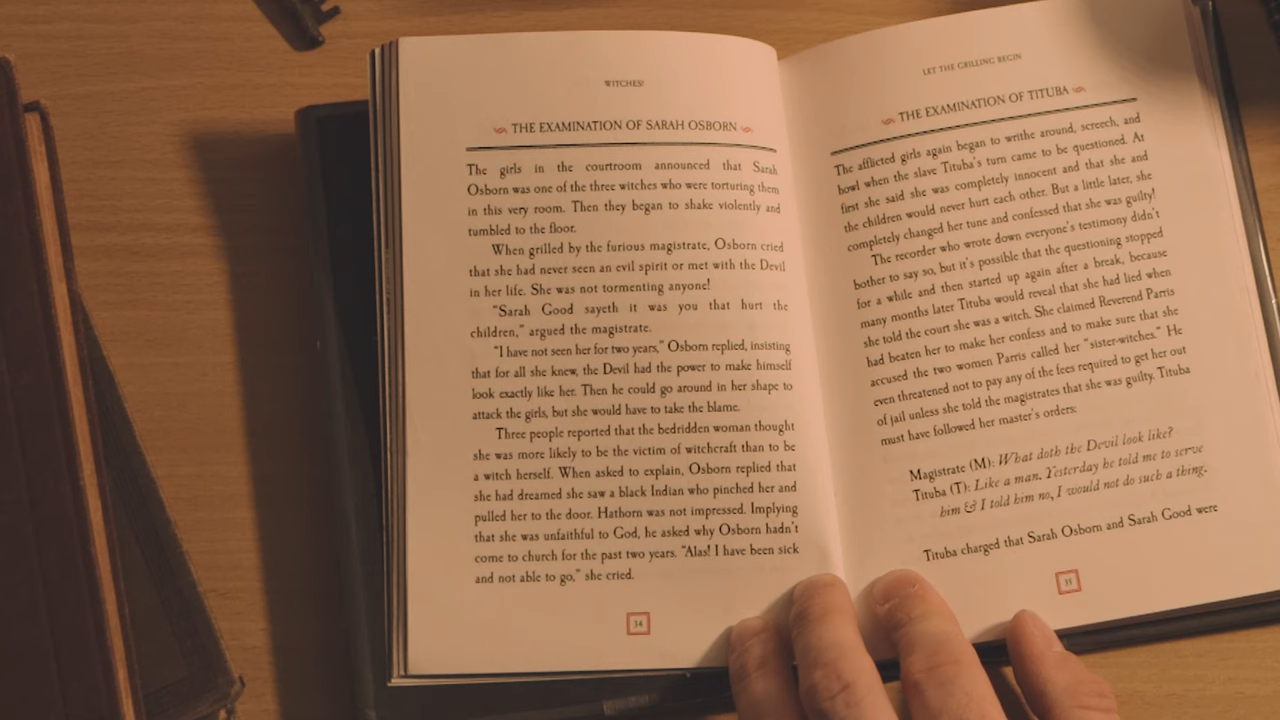 WITCHES!
THE EXAMINATION OF SARAH OSBORN
The girls in the courtroom announced that Sarah
Osborn was one of the three witches who were torturing them
in this very room. Then they began to shake violently and
tumbled to the floor.
When grilled by the furious magistrate, Osborn cried
that she had never seen an evil spirit or met with the Devil
in her life. She was not tormenting anyone!
“Sarah Good sayeth it was you that hurt the
children,” argued the magistrate.
“I have not seen her for two years,” Osborn replied, insisting
that for all she knew, the Devil had the power to make himself
look exactly like her. Then he could go around in her shape to
attack the girls, but she would have to take the blame.
Three people reported that the bedridden woman thought
she was more likely to be the victim of witchcraft than to be
a witch herself. When asked to explain, Osborn replied that
she had dreamed she saw a black Indian who pinched her and
pulled her to the door. Hathorn was not impressed. Implying
that she was unfaithful to God, he asked why Osborn hadn’t
come to church for the past two years. “Alas! I have been sick
and not able to go,” she cried.
34
LET THE GRILLING BEGIN
THE EXAMINATION OF TITUBA
The afflicted girls again began to writhe around, screech, and
howl when the slave Tituba’s turn came to be questioned. At
first she said she was completely innocent and that she and
the children would never hurt each other. But a little later, she
completely changed her tune and confessed that she was guilty!
The recorder who wrote down everyone’s testimony didn’t
bother to say so, but it’s possible that the questioning stopped
for a while and then started up again after a break, because
many months later Tituba would reveal that she had lied when
she told the court she was a witch. She claimed Reverend Parris
had beaten her to make her confess and to make sure that she
accused the two women Parris called her “sister-witches.” He
even threatened not to pay any of the fees required to get her out
of jail unless she told the magistrates that she was guilty. Tituba
must have followed her master’s orders:
Magistrate (M): What doth the Devil look like?
Tituba (T): Like a man. Yesterday he told me to serve
him & I told him no, I would not do such a thing.
Tituba charged that Sarah Osborn and Sarah Good were
35